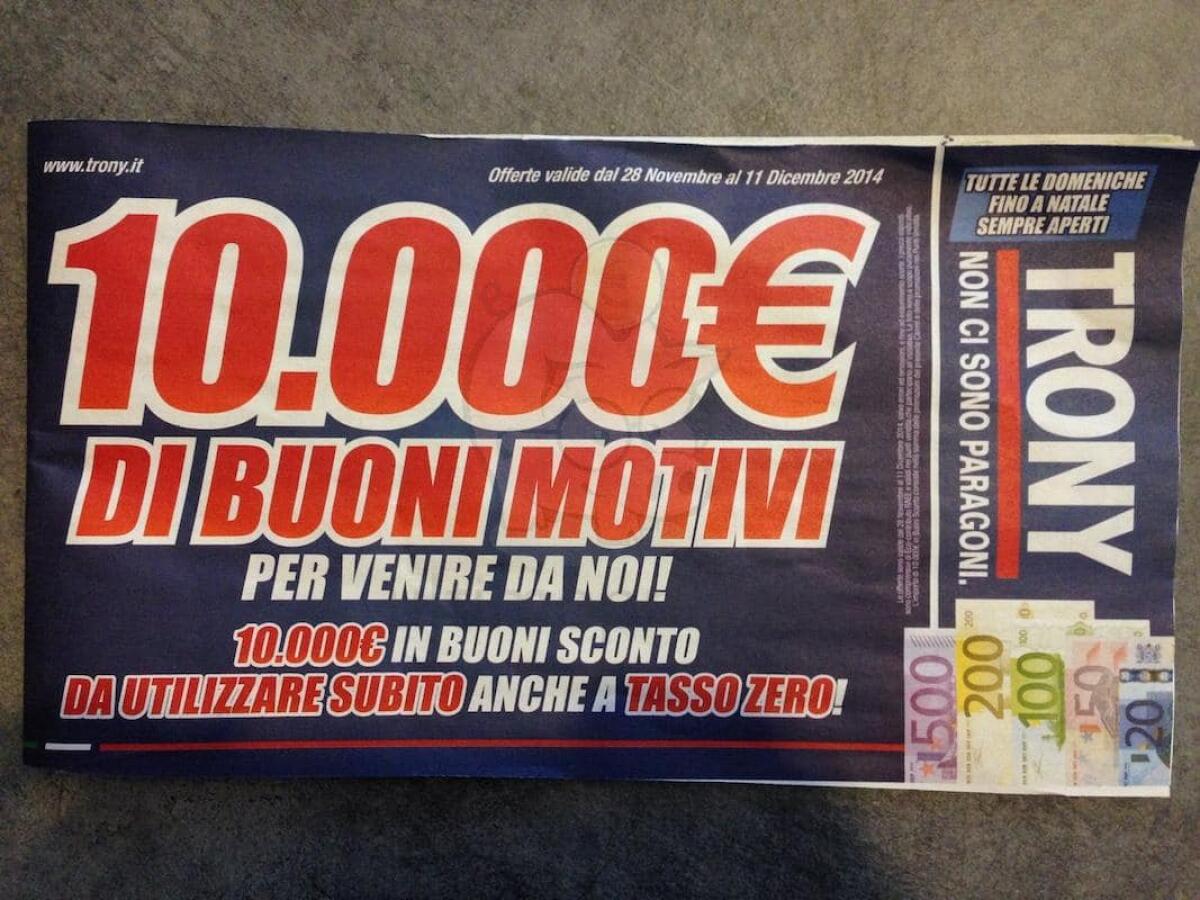 www.trony.it
Offerte valide dal 28 Novembre al 11 Dicembre 2014
10.000€
DI BUONI MOTIVI
PER VENIRE DA NOI!
10.000€ IN BUONI SCONTO
DA UTILIZZARE SUBITO ANCHE A TASSO ZERO!
TUTTE LE DOMENICHE
FINO A NATALE
SEMPRE APERTI
TRONY
NON CI SONO PARAGONI.
500
200
100
50
20